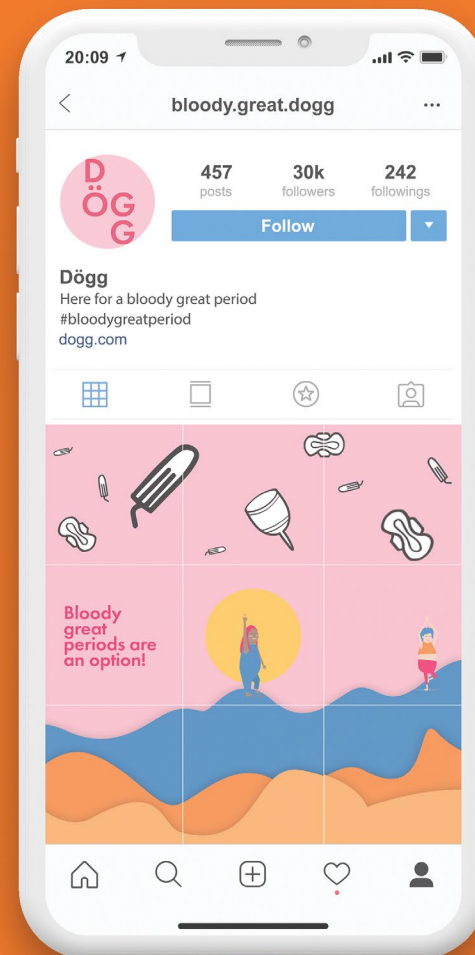 20:09
bloody.great.dogg
D
ÖG
G
457
posts
30k
followers
242
followings
Follow
Dögg
Here for a bloody great period
#bloodygreatperiod
dogg.com
Bloody
great
periods are
an option!